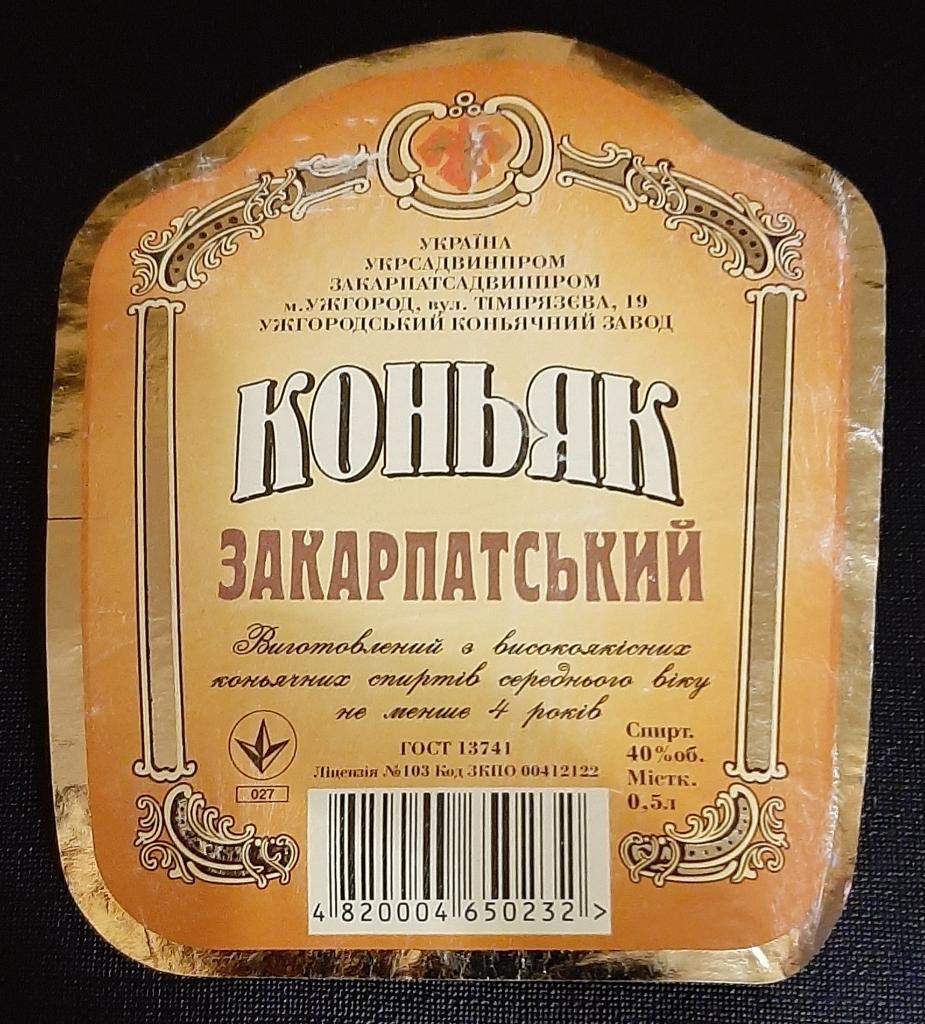 УКРАЇНА
УКРСАДВИНПРОМ
ЗАКАРПАТСАДВИНПРОМ
м.УЖГОРОД, вул. ТІМІРЯЗЄВА, 19
УЖГОРОДСЬКИЙ КОНЬЯЧНИЙ ЗАВОД
КОНЬЯК
ЗАКАРПАТСЬКИЙ
Виготовлений з високоякісних
коньячних спиртів середнього віку
не менше 4 років
ГОСТ 13741
Ліцензія №103 Код ЗКПО 00412122
027
Спирт.
40%об.
Містк.
0,5л
4 820004 650232 >